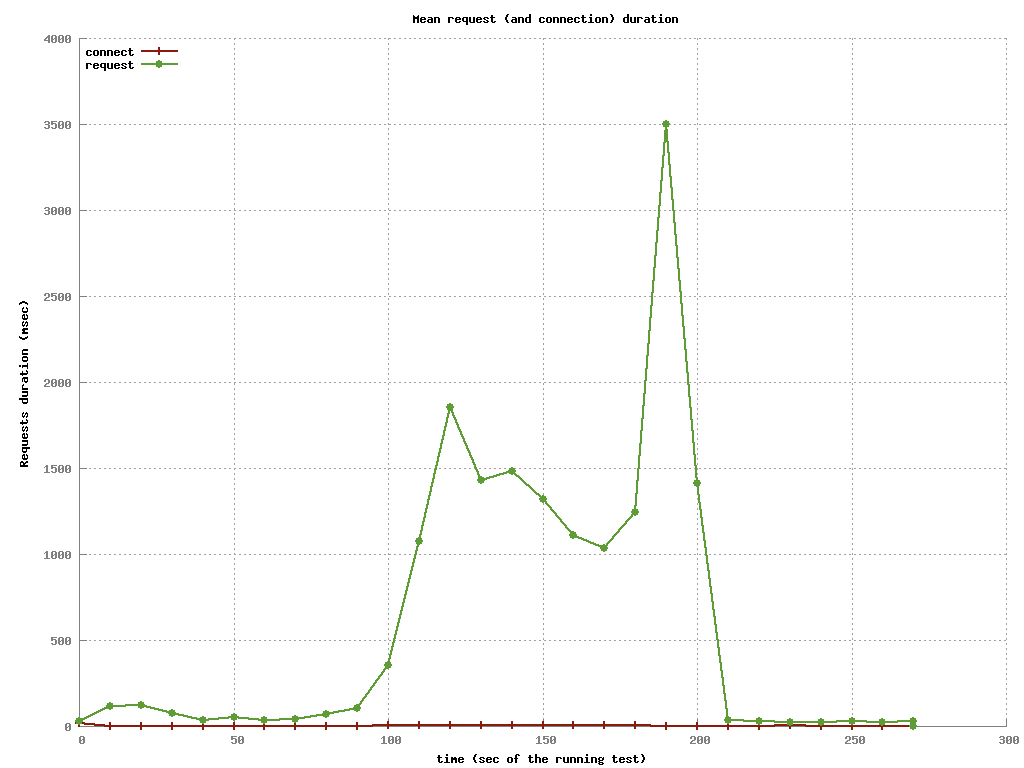 Mean request (and connection) duration
4000
connect
request
3500
3000
2500
2000
1500
1000
500
0
0 50 100 150 200 250 300
Requests duration (msec)
time (sec of the running test)